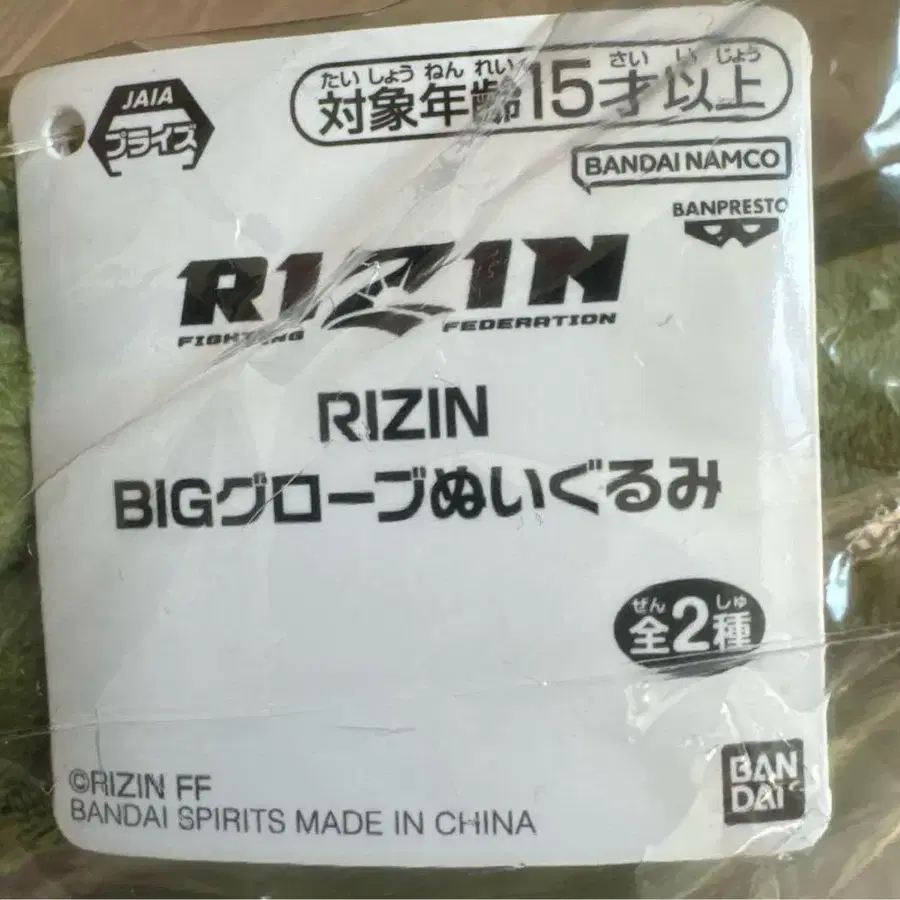 JAIA
プライズ
たいしょうねんれい さいいじょう
対象年齢15才以上
BANDAI NAMCO
BANPRESTO
RIZIN
FIGHTING FEDERATION
RIZIN
BIGグローブぬいぐるみ
ぜん しゅ
全2種
©RIZIN FF
BANDAI SPIRITS MADE IN CHINA
BAN
DAI